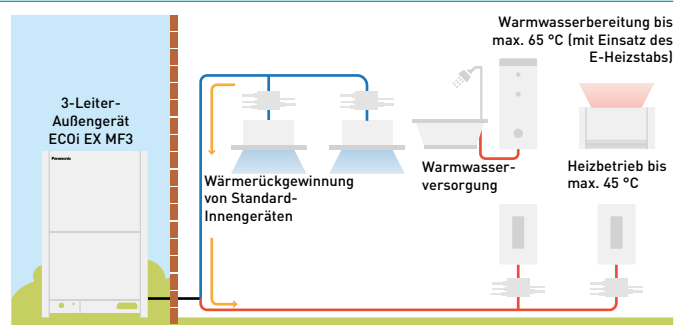 Warmwasserbereitung bis
max. 65 °C (mit Einsatz des
E-Heizstabs)
3-Leiter-
Außengerät
ECOi EX MF3
Panasonic
Wärmerückgewinnung
von Standard-
Innengeräten
Warmwasser-
versorgung
Heizbetrieb bis
max. 45 °C